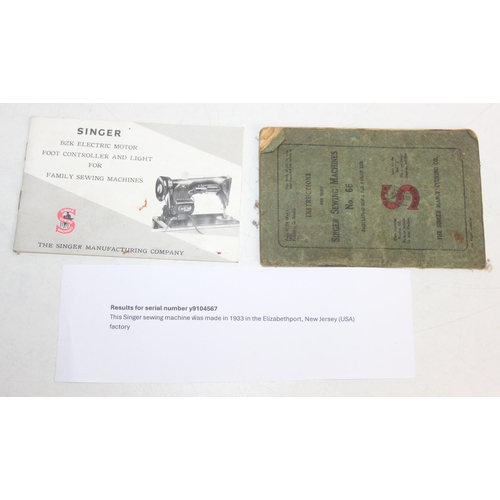 SINGER
BZK ELECTRIC MOTOR
FOOT CONTROLLER AND LIGHT
FOR
FAMILY SEWING MACHINES
S
THE SINGER MANUFACTURING COMPANY
INSTRUCTIONS
FOR USING
SINGER SEWING MACHINES
No. 66
S
THE SINGER MANUFACTURING CO.
Results for serial number y9104567
This Singer sewing machine was made in 1933 in the Elizabethport, New Jersey (USA)
factory